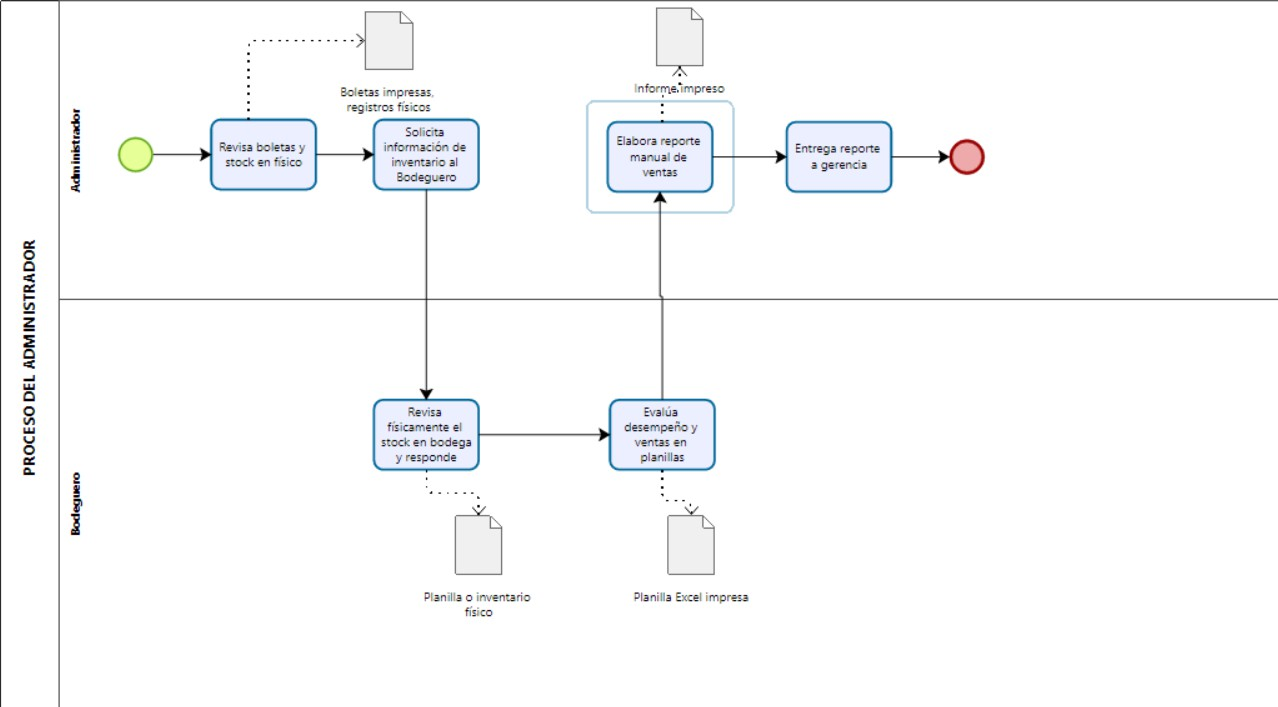 PROCESO DEL ADMINISTRADOR
Administrador
Boletas impresas,
registros físicos
Informe impreso
Revisa boletas y
stock en físico
Solicita
información de
inventario al
Bodeguero
Elabora reporte
manual de
ventas
Entrega reporte
a gerencia
Bodeguero
Revisa
físicamente el
stock en bodega
y responde
Evalúa
desempeño y
ventas en
planillas
Planilla o inventario
físico
Planilla Excel impresa